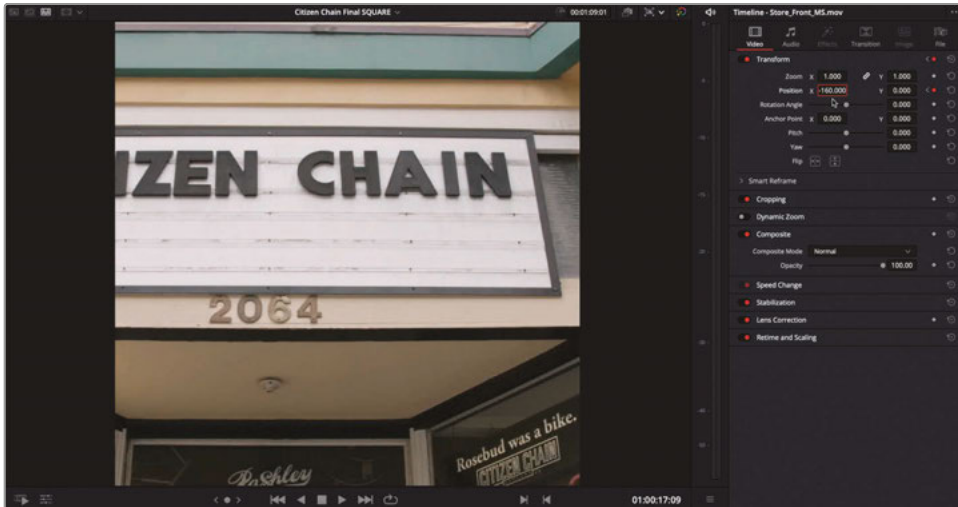 Citizen Chain Final SQUARE
00:01:09:01
Timeline - Store_Front_MS.mov
Video Audio Effects Transition Image File
Transform
Zoom X 1.000 Y 1.000
Position X -160.000 Y 0.000
Rotation Angle 0.000
Anchor Point X 0.000 Y 0.000
Pitch 0.000
Yaw 0.000
Flip
Smart Reframe
Cropping
Dynamic Zoom
Composite
Composite Mode Normal
Opacity 100.00
Speed Change
Stabilization
Lens Correction
Retime and Scaling
IZEN CHAIN
2064
Rosebud was a bike.
CITIZEN CHAIN
01:00:17:09